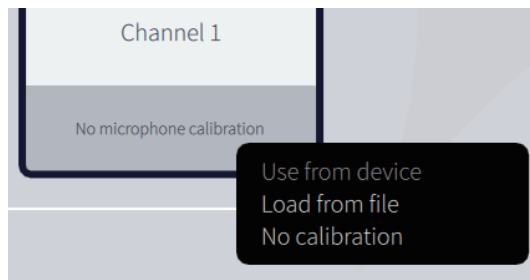 Channel 1
No microphone calibration
Use from device
Load from file
No calibration